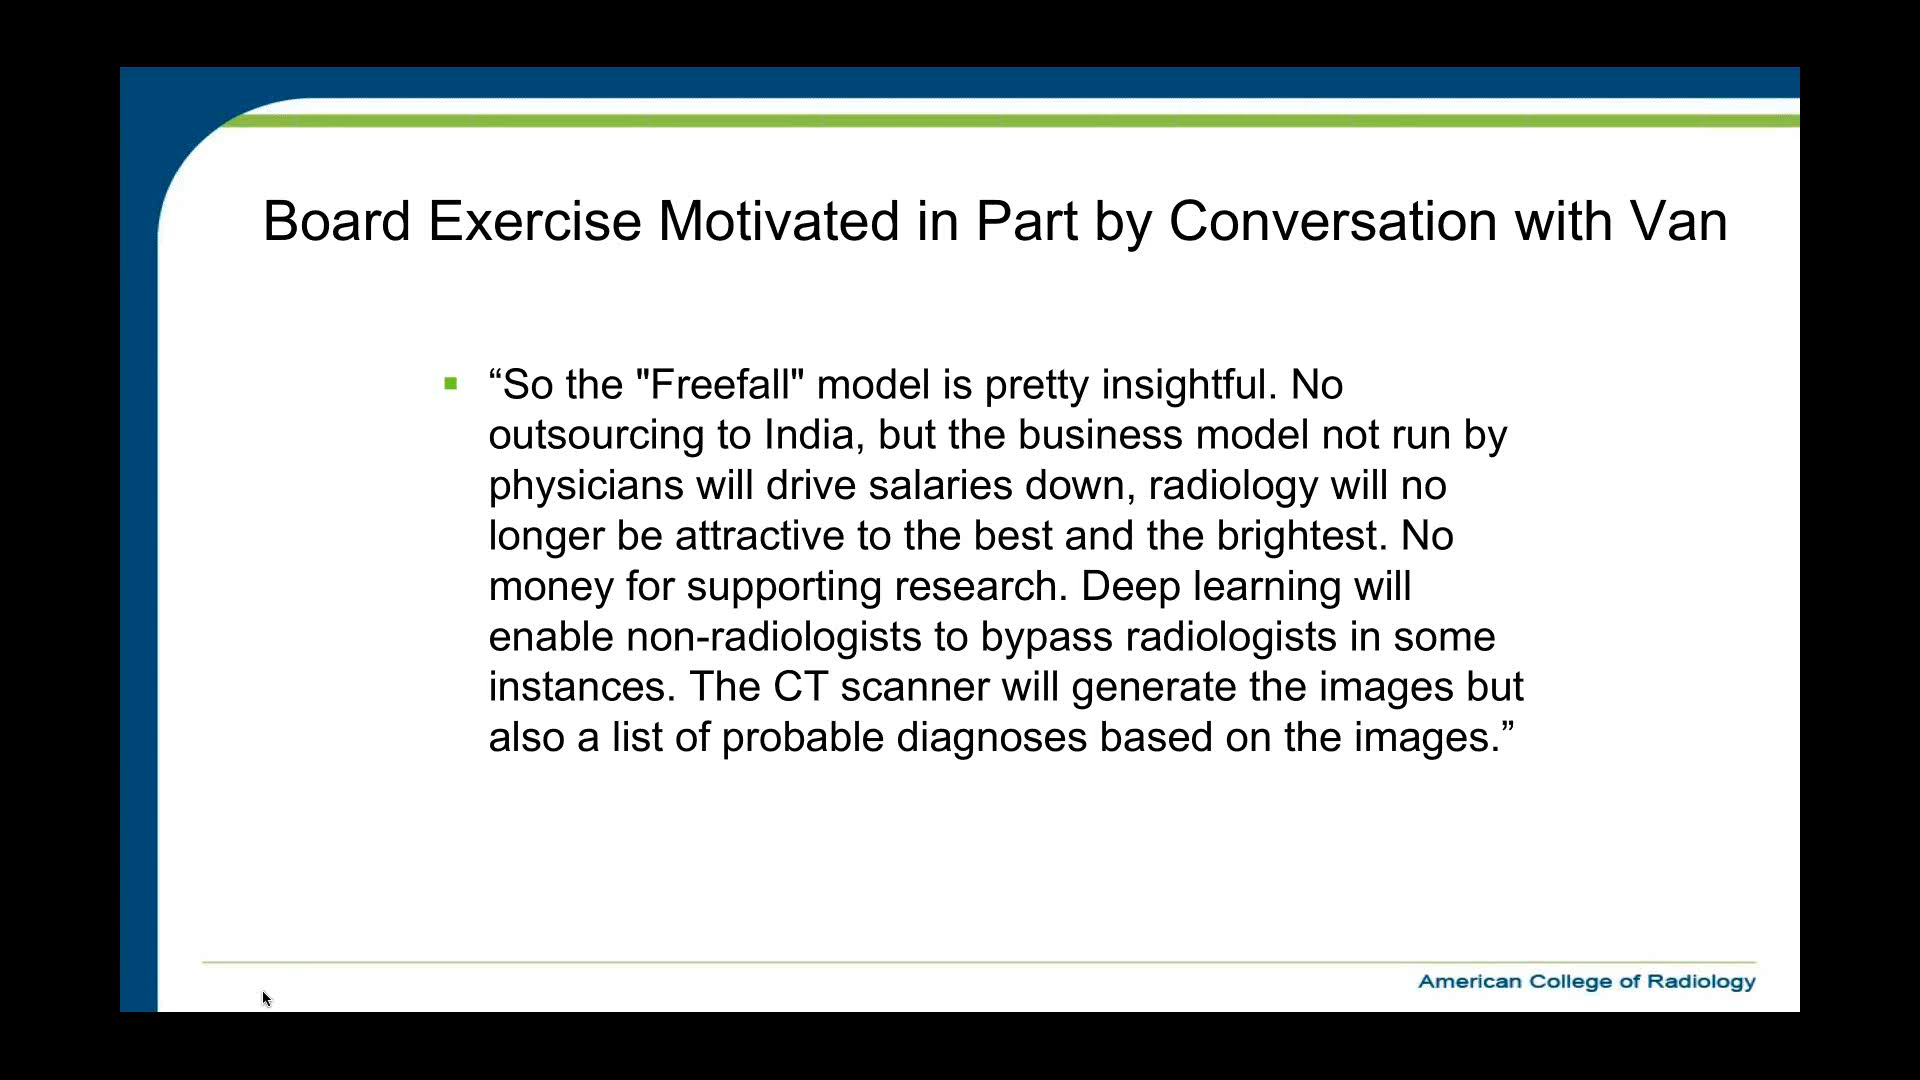 Board Exercise Motivated in Part by Conversation with Van
“So the "Freefall" model is pretty insightful. No
outsourcing to India, but the business model not run by
physicians will drive salaries down, radiology will no
longer be attractive to the best and the brightest. No
money for supporting research. Deep learning will
enable non-radiologists to bypass radiologists in some
instances. The CT scanner will generate the images but
also a list of probable diagnoses based on the images.”
American College of Radiology